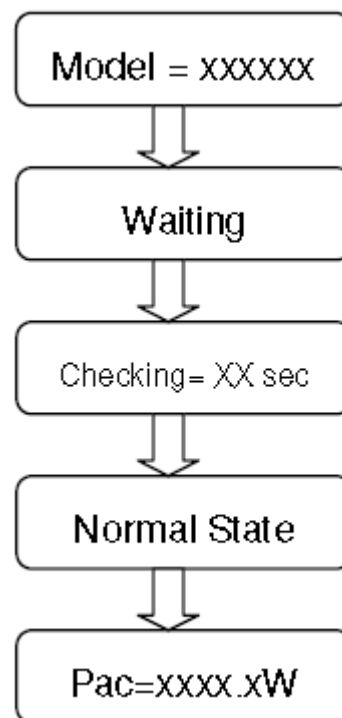 Model = xxxxxx
Waiting
Checking= XX sec
Normal State
Pac=xxxx.xW